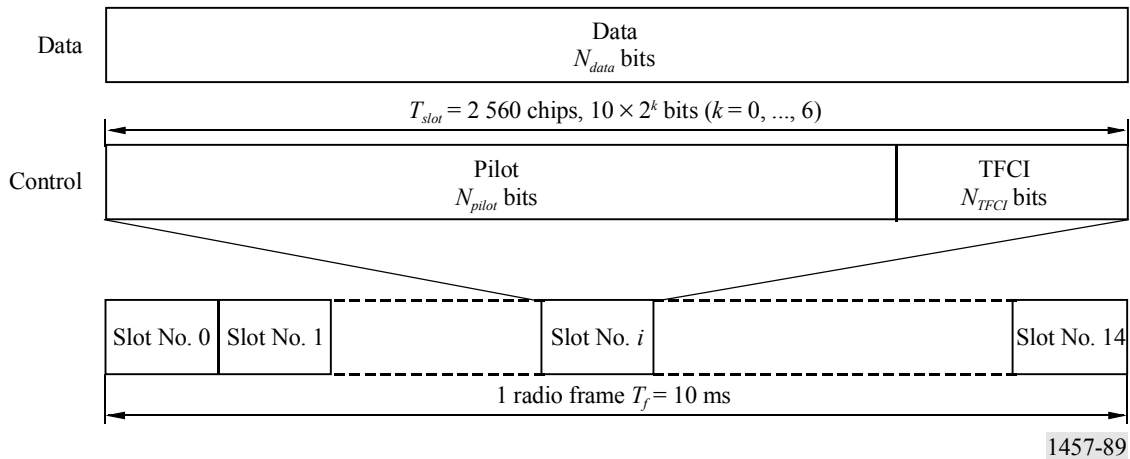 Data
Data
N_data bits
T_slot = 2 560 chips, 10 × 2^k bits (k = 0, ..., 6)
Control
Pilot
N_pilot bits
TFCI
N_TFCI bits
Slot No. 0
Slot No. 1
Slot No. i
Slot No. 14
1 radio frame T_f = 10 ms
1457-89